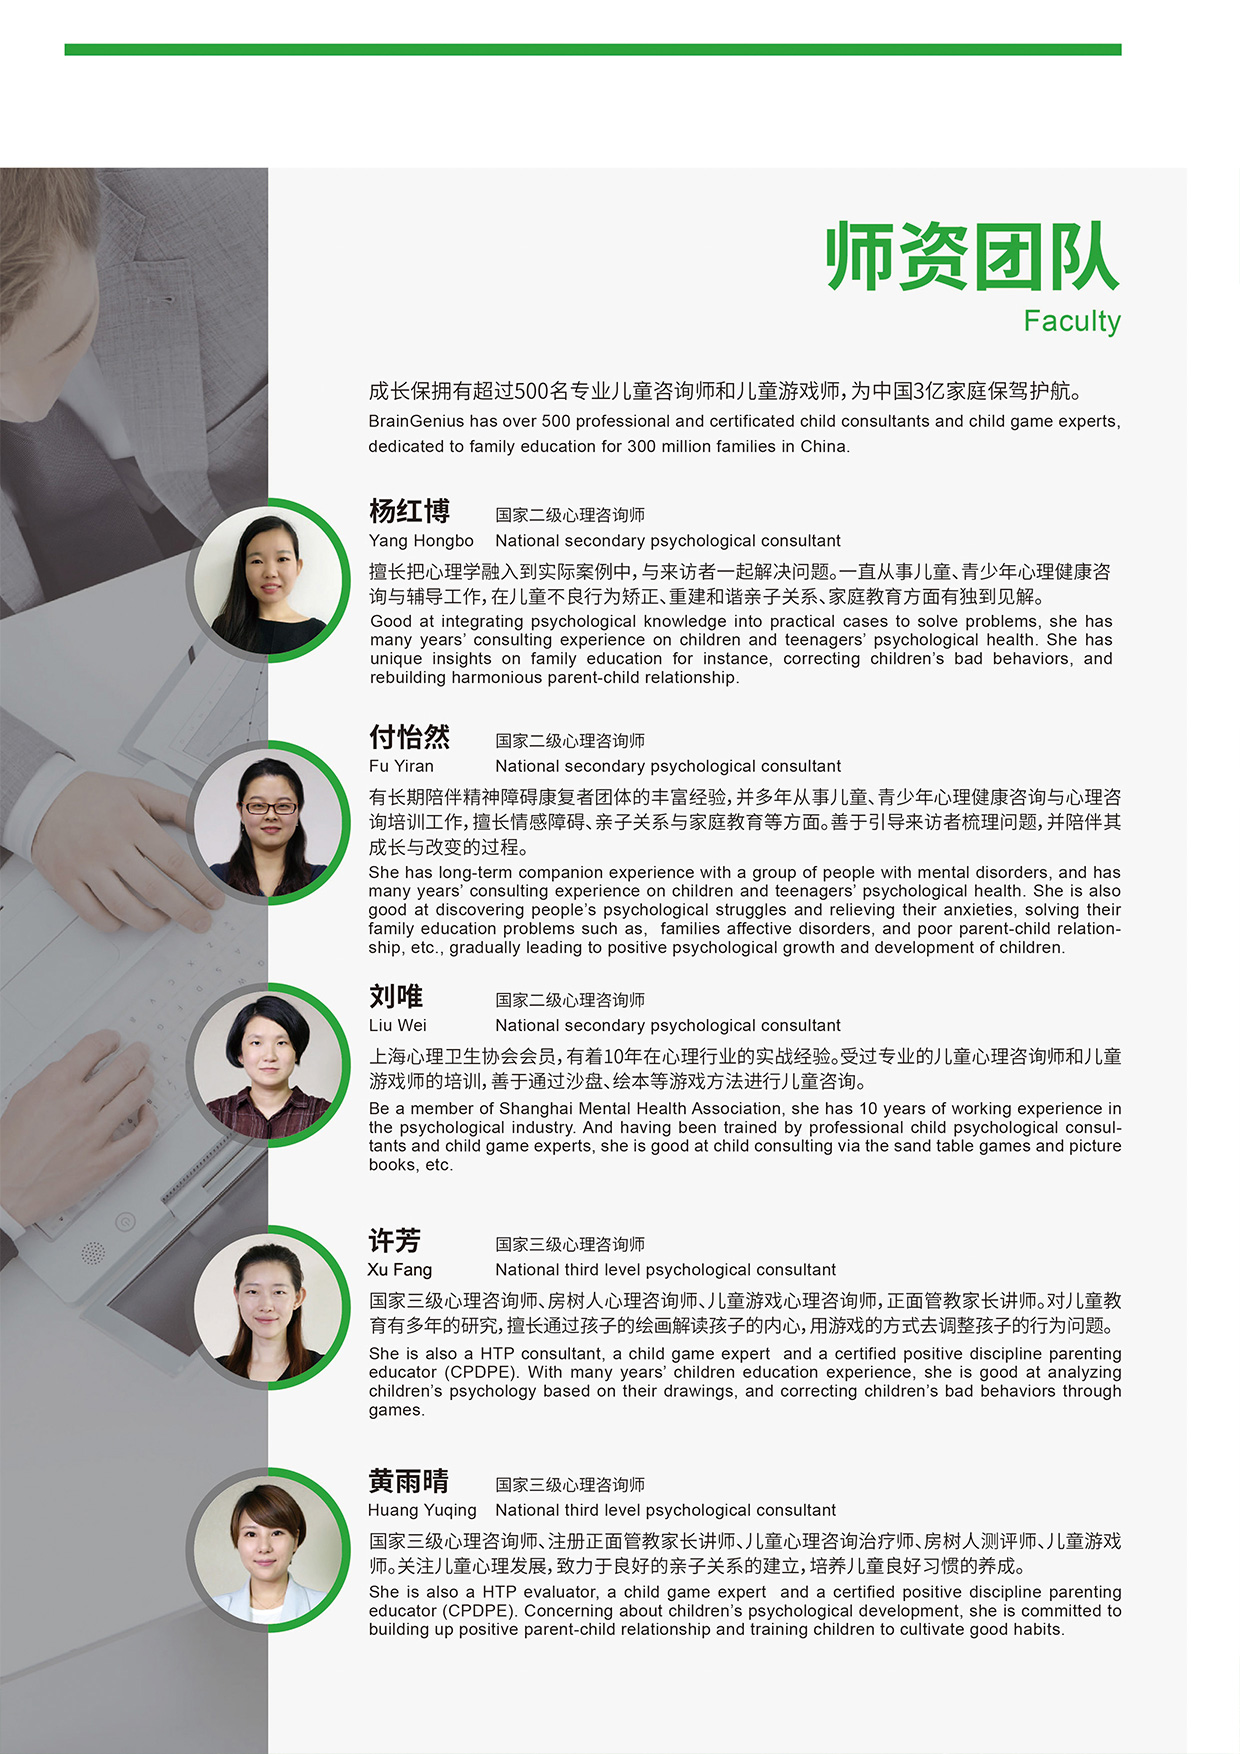 师资团队
Faculty
成长保拥有超过500名专业儿童咨询师和儿童游戏师，为中国3亿家庭保驾护航。
BrainGenius has over 500 professional and certificated child consultants and child game experts,
dedicated to family education for 300 million families in China.
杨红博 国家二级心理咨询师
Yang Hongbo National secondary psychological consultant
擅长把心理学融入到实际案例中，与来访者一起解决问题。一直从事儿童、青少年心理健康咨
询与辅导工作，在儿童不良行为矫正、重建和谐亲子关系、家庭教育方面有独到见解。
Good at integrating psychological knowledge into practical cases to solve problems, she has
many years’ consulting experience on children and teenagers’ psychological health. She has
unique insights on family education for instance, correcting children’s bad behaviors, and
rebuilding harmonious parent-child relationship.
付怡然 国家二级心理咨询师
Fu Yiran National secondary psychological consultant
有长期陪伴精神障碍康复者团体的丰富经验，并多年从事儿童、青少年心理健康咨询与心理咨
询培训工作，擅长情感障碍、亲子关系与家庭教育等方面。善于引导来访者梳理问题，并陪伴其
成长与改变的过程。
She has long-term companion experience with a group of people with mental disorders, and has
many years’ consulting experience on children and teenagers’ psychological health. She is also
good at discovering people’s psychological struggles and relieving their anxieties, solving their
family education problems such as,  families affective disorders, and poor parent-child relation-
ship, etc., gradually leading to positive psychological growth and development of children.
刘唯 国家二级心理咨询师
Liu Wei National secondary psychological consultant
上海心理卫生协会会员，有着10年在心理行业的实战经验。受过专业的儿童心理咨询师和儿童
游戏师的培训，善于通过沙盘、绘本等游戏方法进行儿童咨询。
Be a member of Shanghai Mental Health Association, she has 10 years of working experience in
the psychological industry. And having been trained by professional child psychological consul-
tants and child game experts, she is good at child consulting via the sand table games and picture
books, etc.
许芳 国家三级心理咨询师
Xu Fang National third level psychological consultant
国家三级心理咨询师、房树人心理咨询师、儿童游戏心理咨询师，正面管教家长讲师。对儿童教
育有多年的研究，擅长通过孩子的绘画解读孩子的内心，用游戏的方式去调整孩子的行为问题。
She is also a HTP consultant, a child game expert  and a certified positive discipline parenting
educator (CPDPE). With many years’ children education experience, she is good at analyzing
children’s psychology based on their drawings, and correcting children’s bad behaviors through
games.
黄雨晴 国家三级心理咨询师
Huang Yuqing National third level psychological consultant
国家三级心理咨询师、注册正面管教家长讲师、儿童心理咨询治疗师、房树人测评师、儿童游戏
师。关注儿童心理发展，致力于良好的亲子关系的建立，培养儿童良好习惯的养成。
She is also a HTP evaluator, a child game expert  and a certified positive discipline parenting
educator (CPDPE). Concerning about children’s psychological development, she is committed to
building up positive parent-child relationship and training children to cultivate good habits.